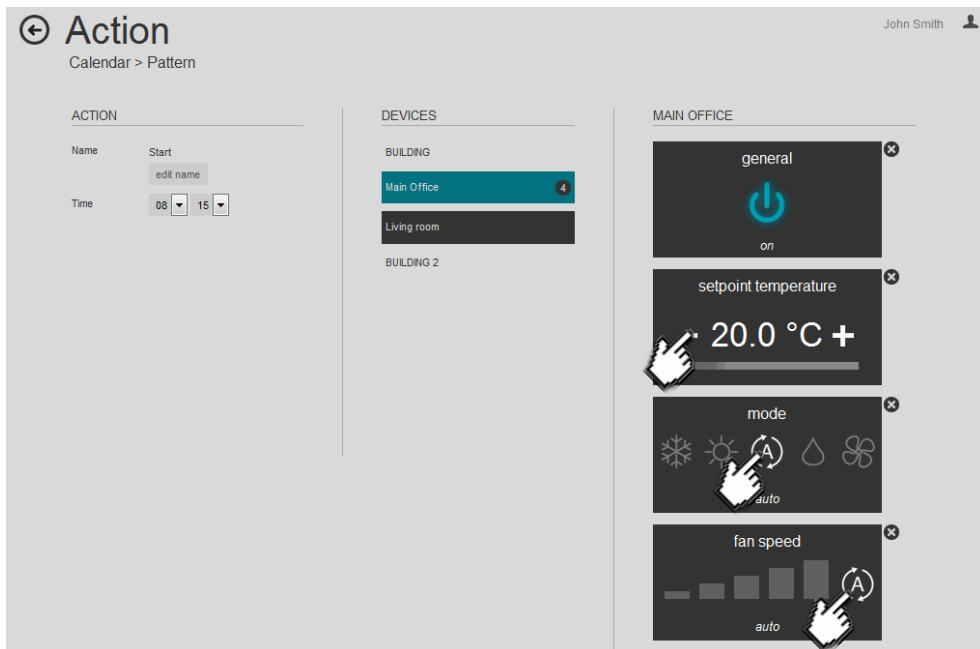 Action
John Smith
Calendar > Pattern
ACTION
Name
Start
edit name
Time
08
15
DEVICES
BUILDING
Main Office
4
Living room
BUILDING 2
MAIN OFFICE
general
on
setpoint temperature
20.0 °C +
mode
A
auto
fan speed
A
auto